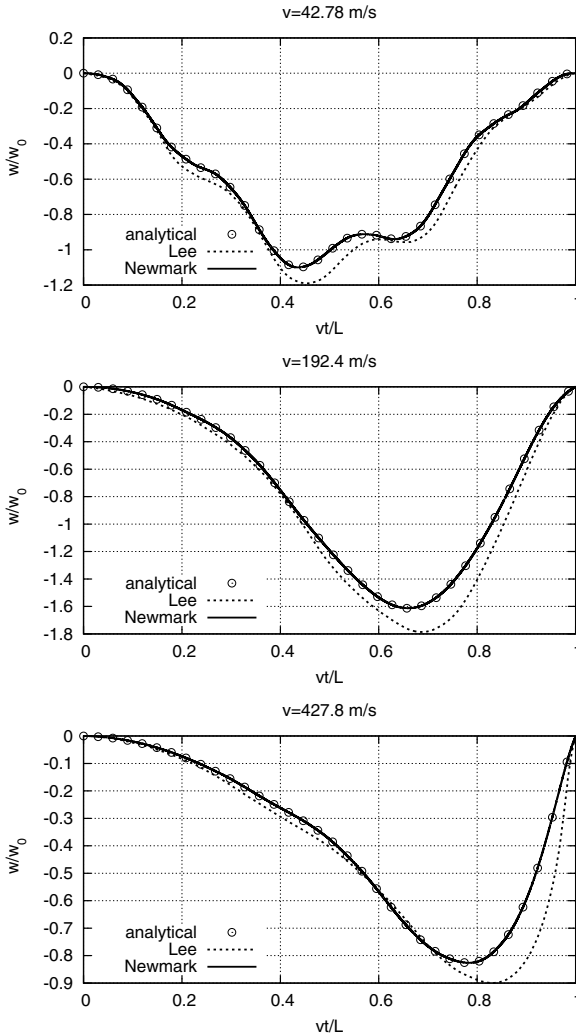 v=42.78 m/s
0.2
0
-0.2
-0.4
-0.6
-0.8
-1
-1.2
w/w0
analytical
Lee
Newmark
0 0.2 0.4 0.6 0.8 1
vt/L
v=192.4 m/s
0
-0.2
-0.4
-0.6
-0.8
-1
-1.2
-1.4
-1.6
-1.8
w/w0
analytical
Lee
Newmark
0 0.2 0.4 0.6 0.8 1
vt/L
v=427.8 m/s
0
-0.1
-0.2
-0.3
-0.4
-0.5
-0.6
-0.7
-0.8
-0.9
w/w0
analytical
Lee
Newmark
0 0.2 0.4 0.6 0.8 1
vt/L